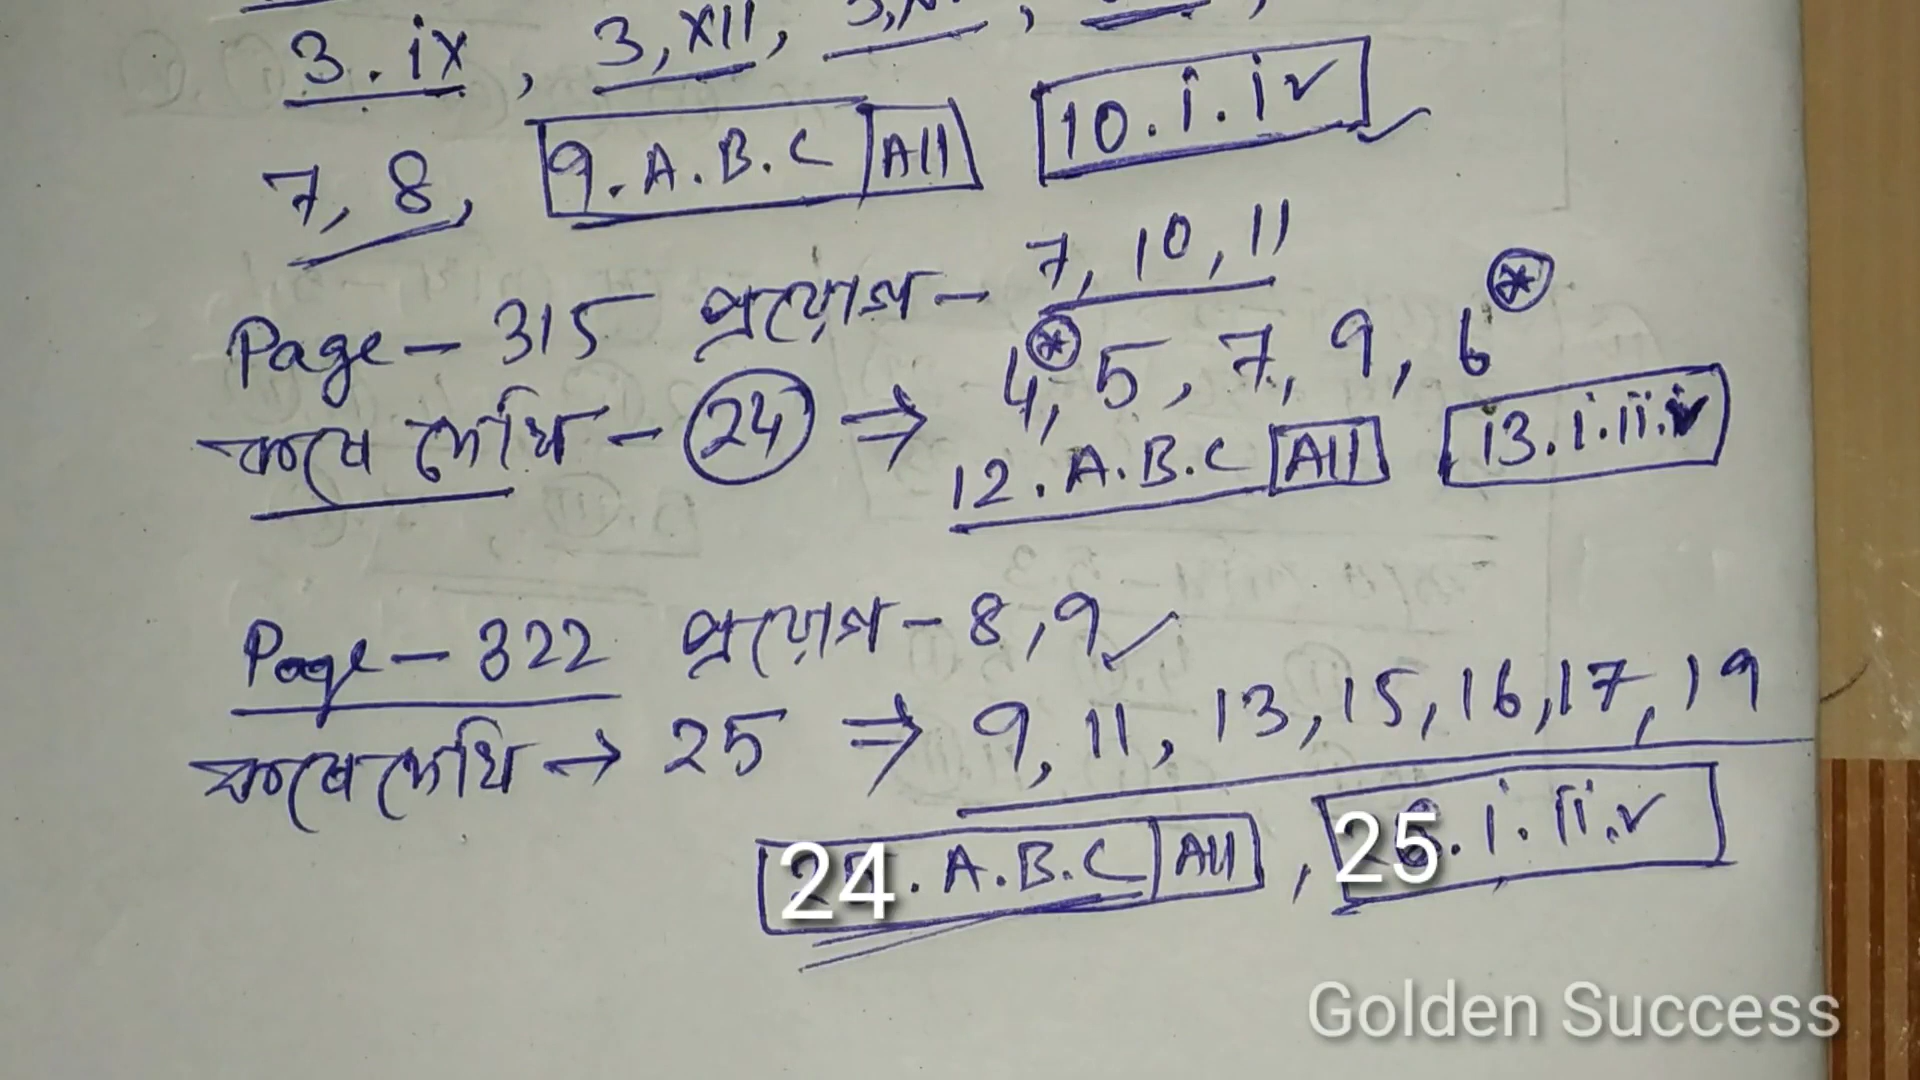 3. ix, 3, XII,
7, 8, 9. A. B. C All 10. i. iv
Page - 315 প্রয়োগ - 7, 10, 11
কষে দেখি - 24 ⇒ 4, 5, 7, 9, 6
12. A. B. C All 13. i. ii. iv
Page - 322 প্রয়োগ - 8, 9
কষে দেখি → 25 ⇒ 9, 11, 13, 15, 16, 17, 19
24. A. B. C All, 25. i. ii. v
Golden Success